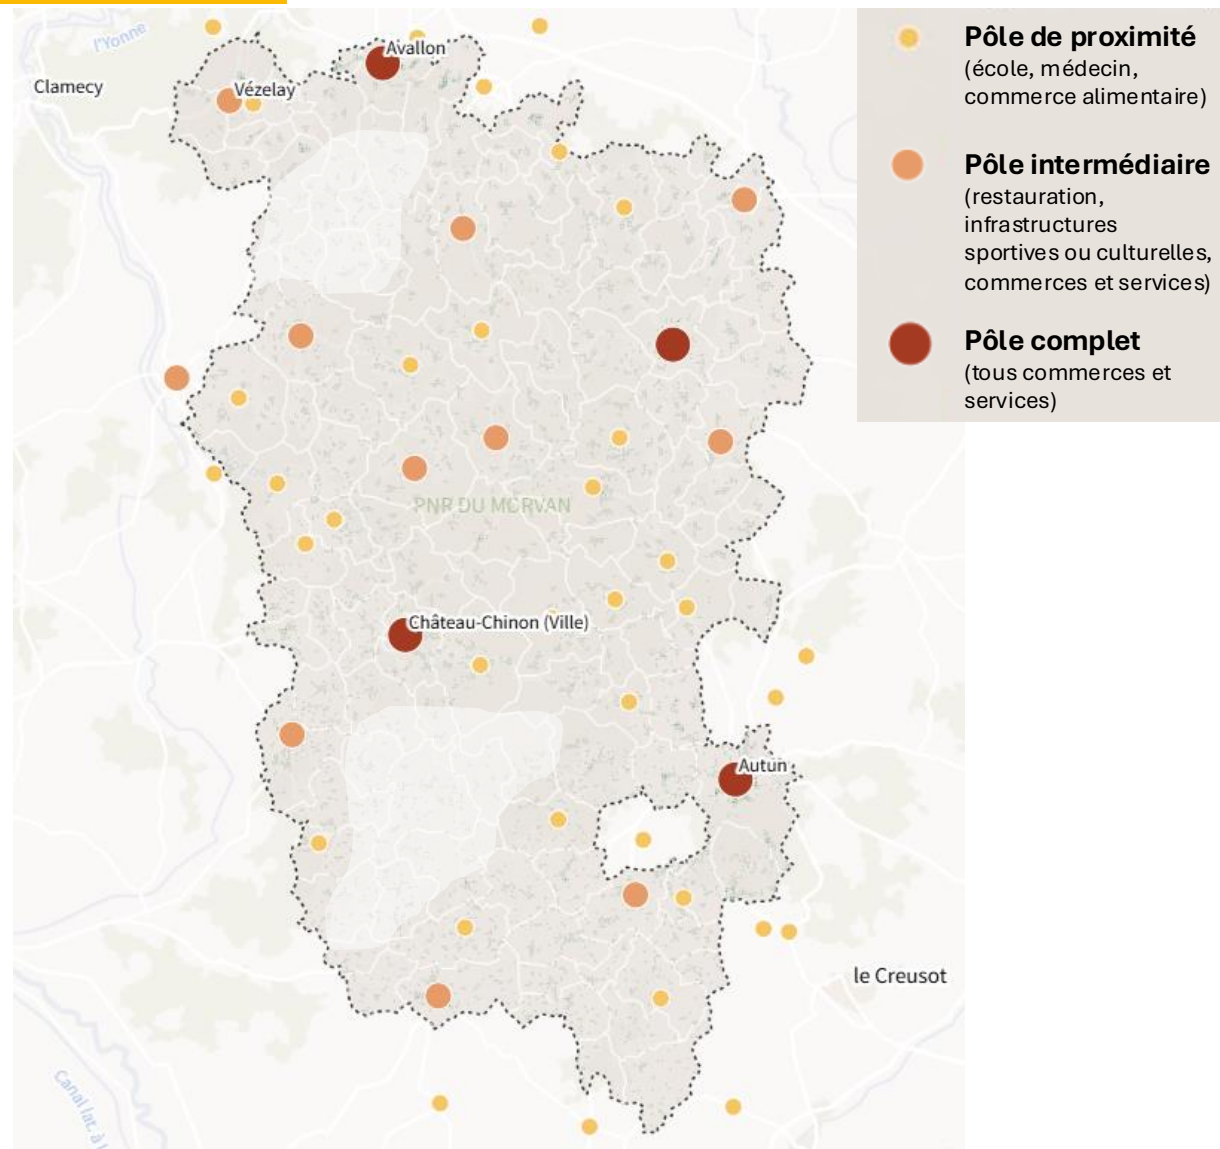 l'Yonne
Avallon
Clamecy
Vézelay
PNR DU MORVAN
Château-Chinon (Ville)
Autun
le Creusot
Canal lat. à
Pôle de proximité
(école, médecin,
commerce alimentaire)
Pôle intermédiaire
(restauration,
infrastructures
sportives ou culturelles,
commerces et services)
Pôle complet
(tous commerces et
services)